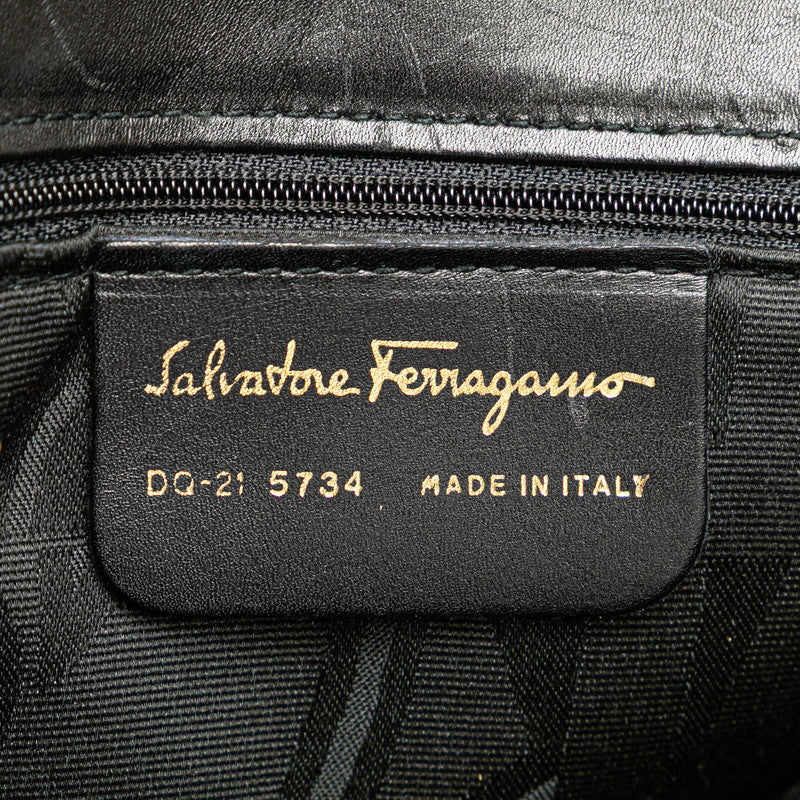 Salvatore Ferragamo
DQ-21 5734 MADE IN ITALY